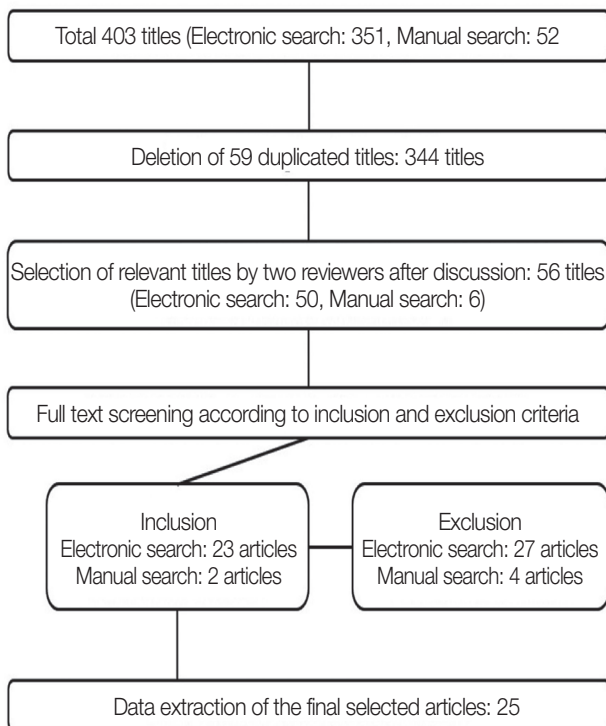 Total 403 titles (Electronic search: 351, Manual search: 52
Deletion of 59 duplicated titles: 344 titles
Selection of relevant titles by two reviewers after discussion: 56 titles
(Electronic search: 50, Manual search: 6)
Full text screening according to inclusion and exclusion criteria
Inclusion
Electronic search: 23 articles
Manual search: 2 articles
Exclusion
Electronic search: 27 articles
Manual search: 4 articles
Data extraction of the final selected articles: 25